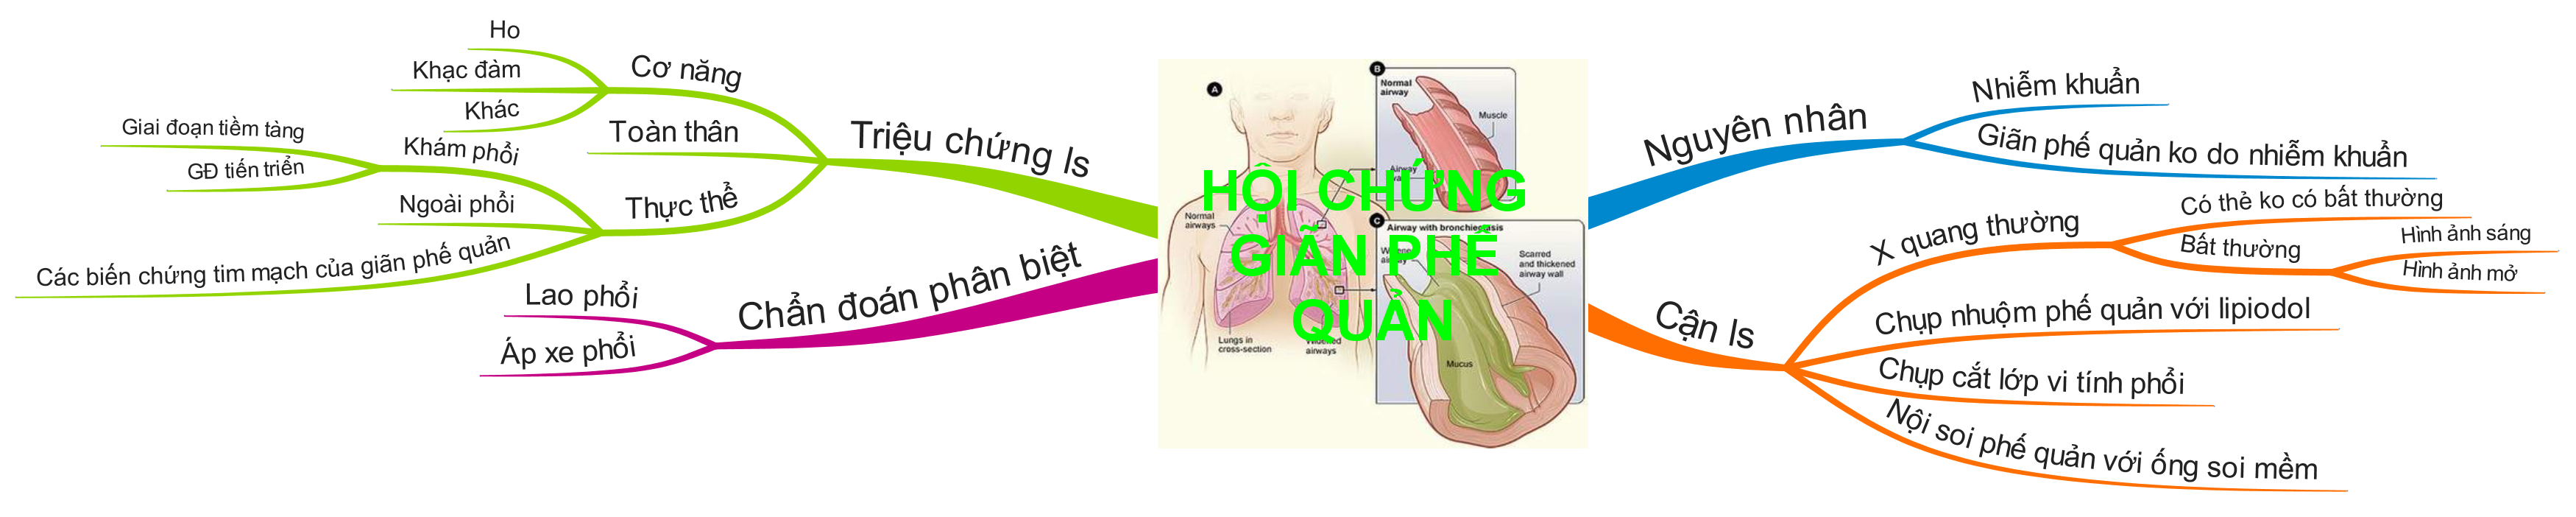 HỘI CHỨNG
GIÃN PHẾ
QUẢN
A
B
Normal
airway
Muscle
Airway
C
Airway with bronchiectasis
Normal
airways
Scarred
and thickened
airway wall
Lungs in
cross-section
Widened
airways
Mucus
Nguyên nhân
Nhiễm khuẩn
Giãn phế quản ko do nhiễm khuẩn
Cận ls
X quang thường
Có thẻ ko có bất thường
Bất thường
Hình ảnh sáng
Hình ảnh mở
Chụp nhuộm phế quản với lipiodol
Chụp cắt lớp vi tính phổi
Nội soi phế quản với ống soi mềm
Triệu chứng ls
Cơ năng
Ho
Khạc đàm
Khác
Toàn thân
Thực thể
Khám phổi
Giai đoạn tiềm tàng
GĐ tiến triển
Ngoài phổi
Các biến chứng tim mạch của giãn phế quản
Chẩn đoán phân biệt
Lao phổi
Áp xe phổi